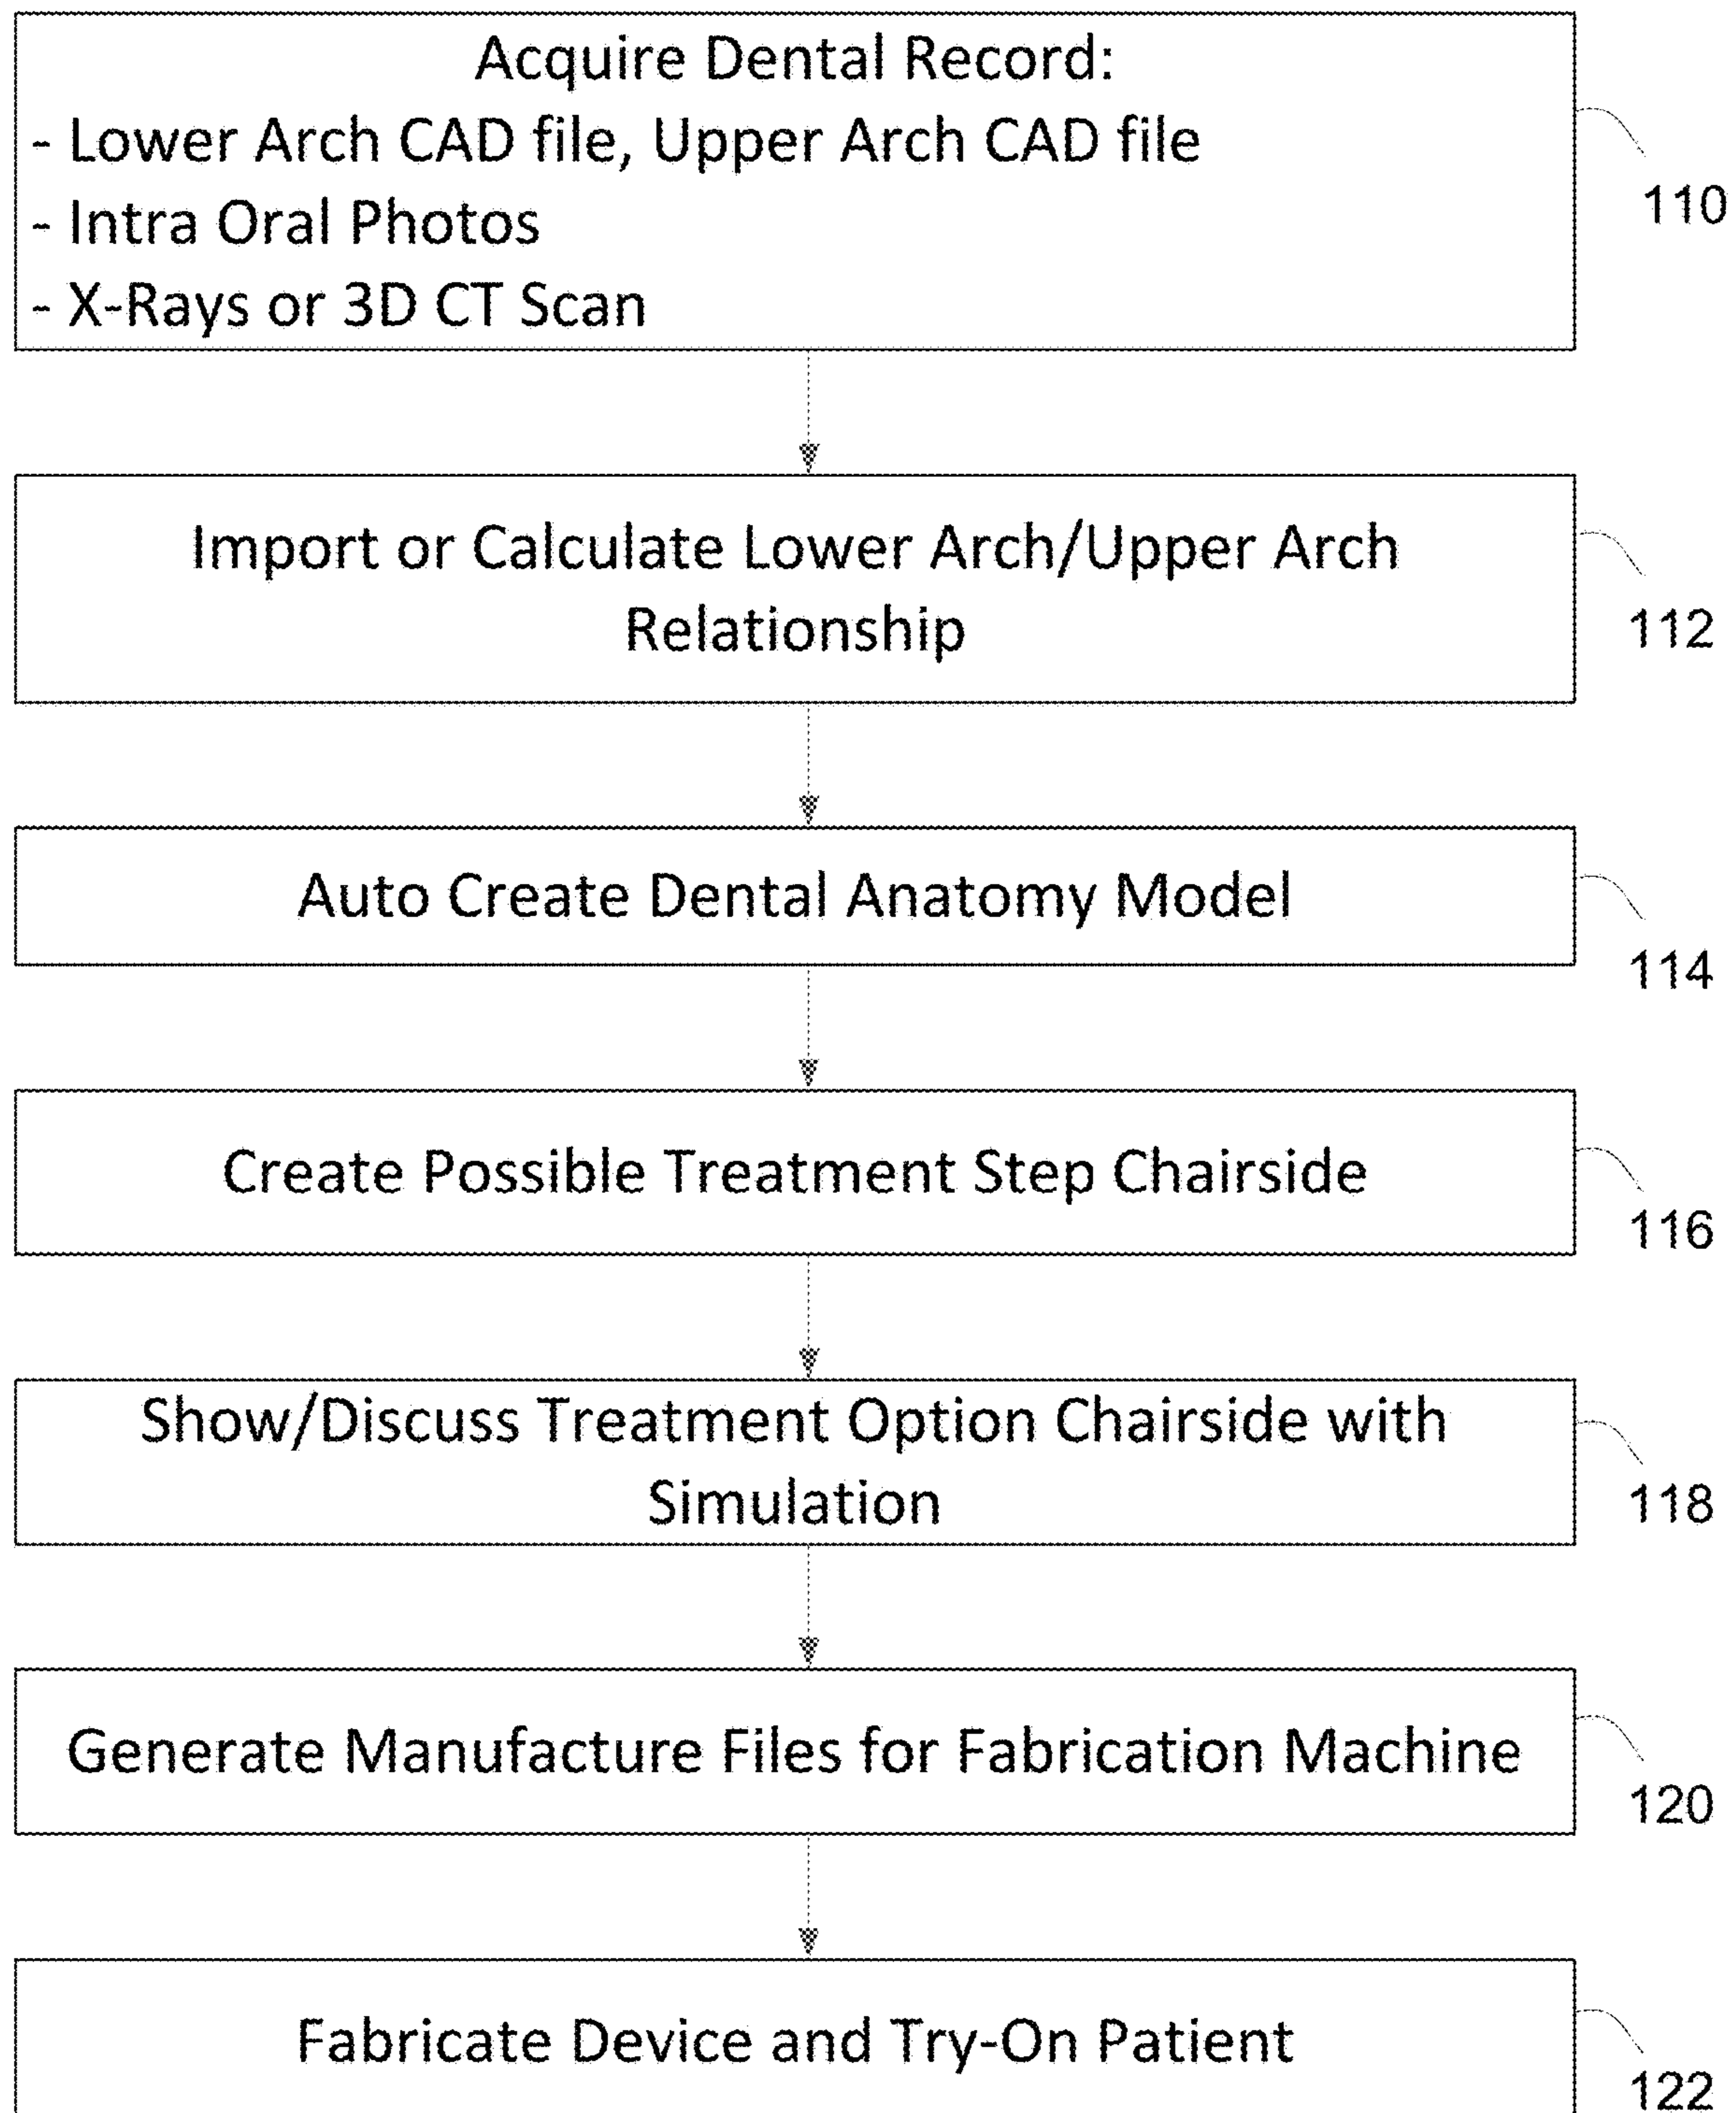 Acquire Dental Record:
- Lower Arch CAD file, Upper Arch CAD file
- Intra Oral Photos
- X-Rays or 3D CT Scan
110
Import or Calculate Lower Arch/Upper Arch
Relationship
112
Auto Create Dental Anatomy Model
114
Create Possible Treatment Step Chairside
116
Show/Discuss Treatment Option Chairside with
Simulation
118
Generate Manufacture Files for Fabrication Machine
120
Fabricate Device and Try-On Patient
122